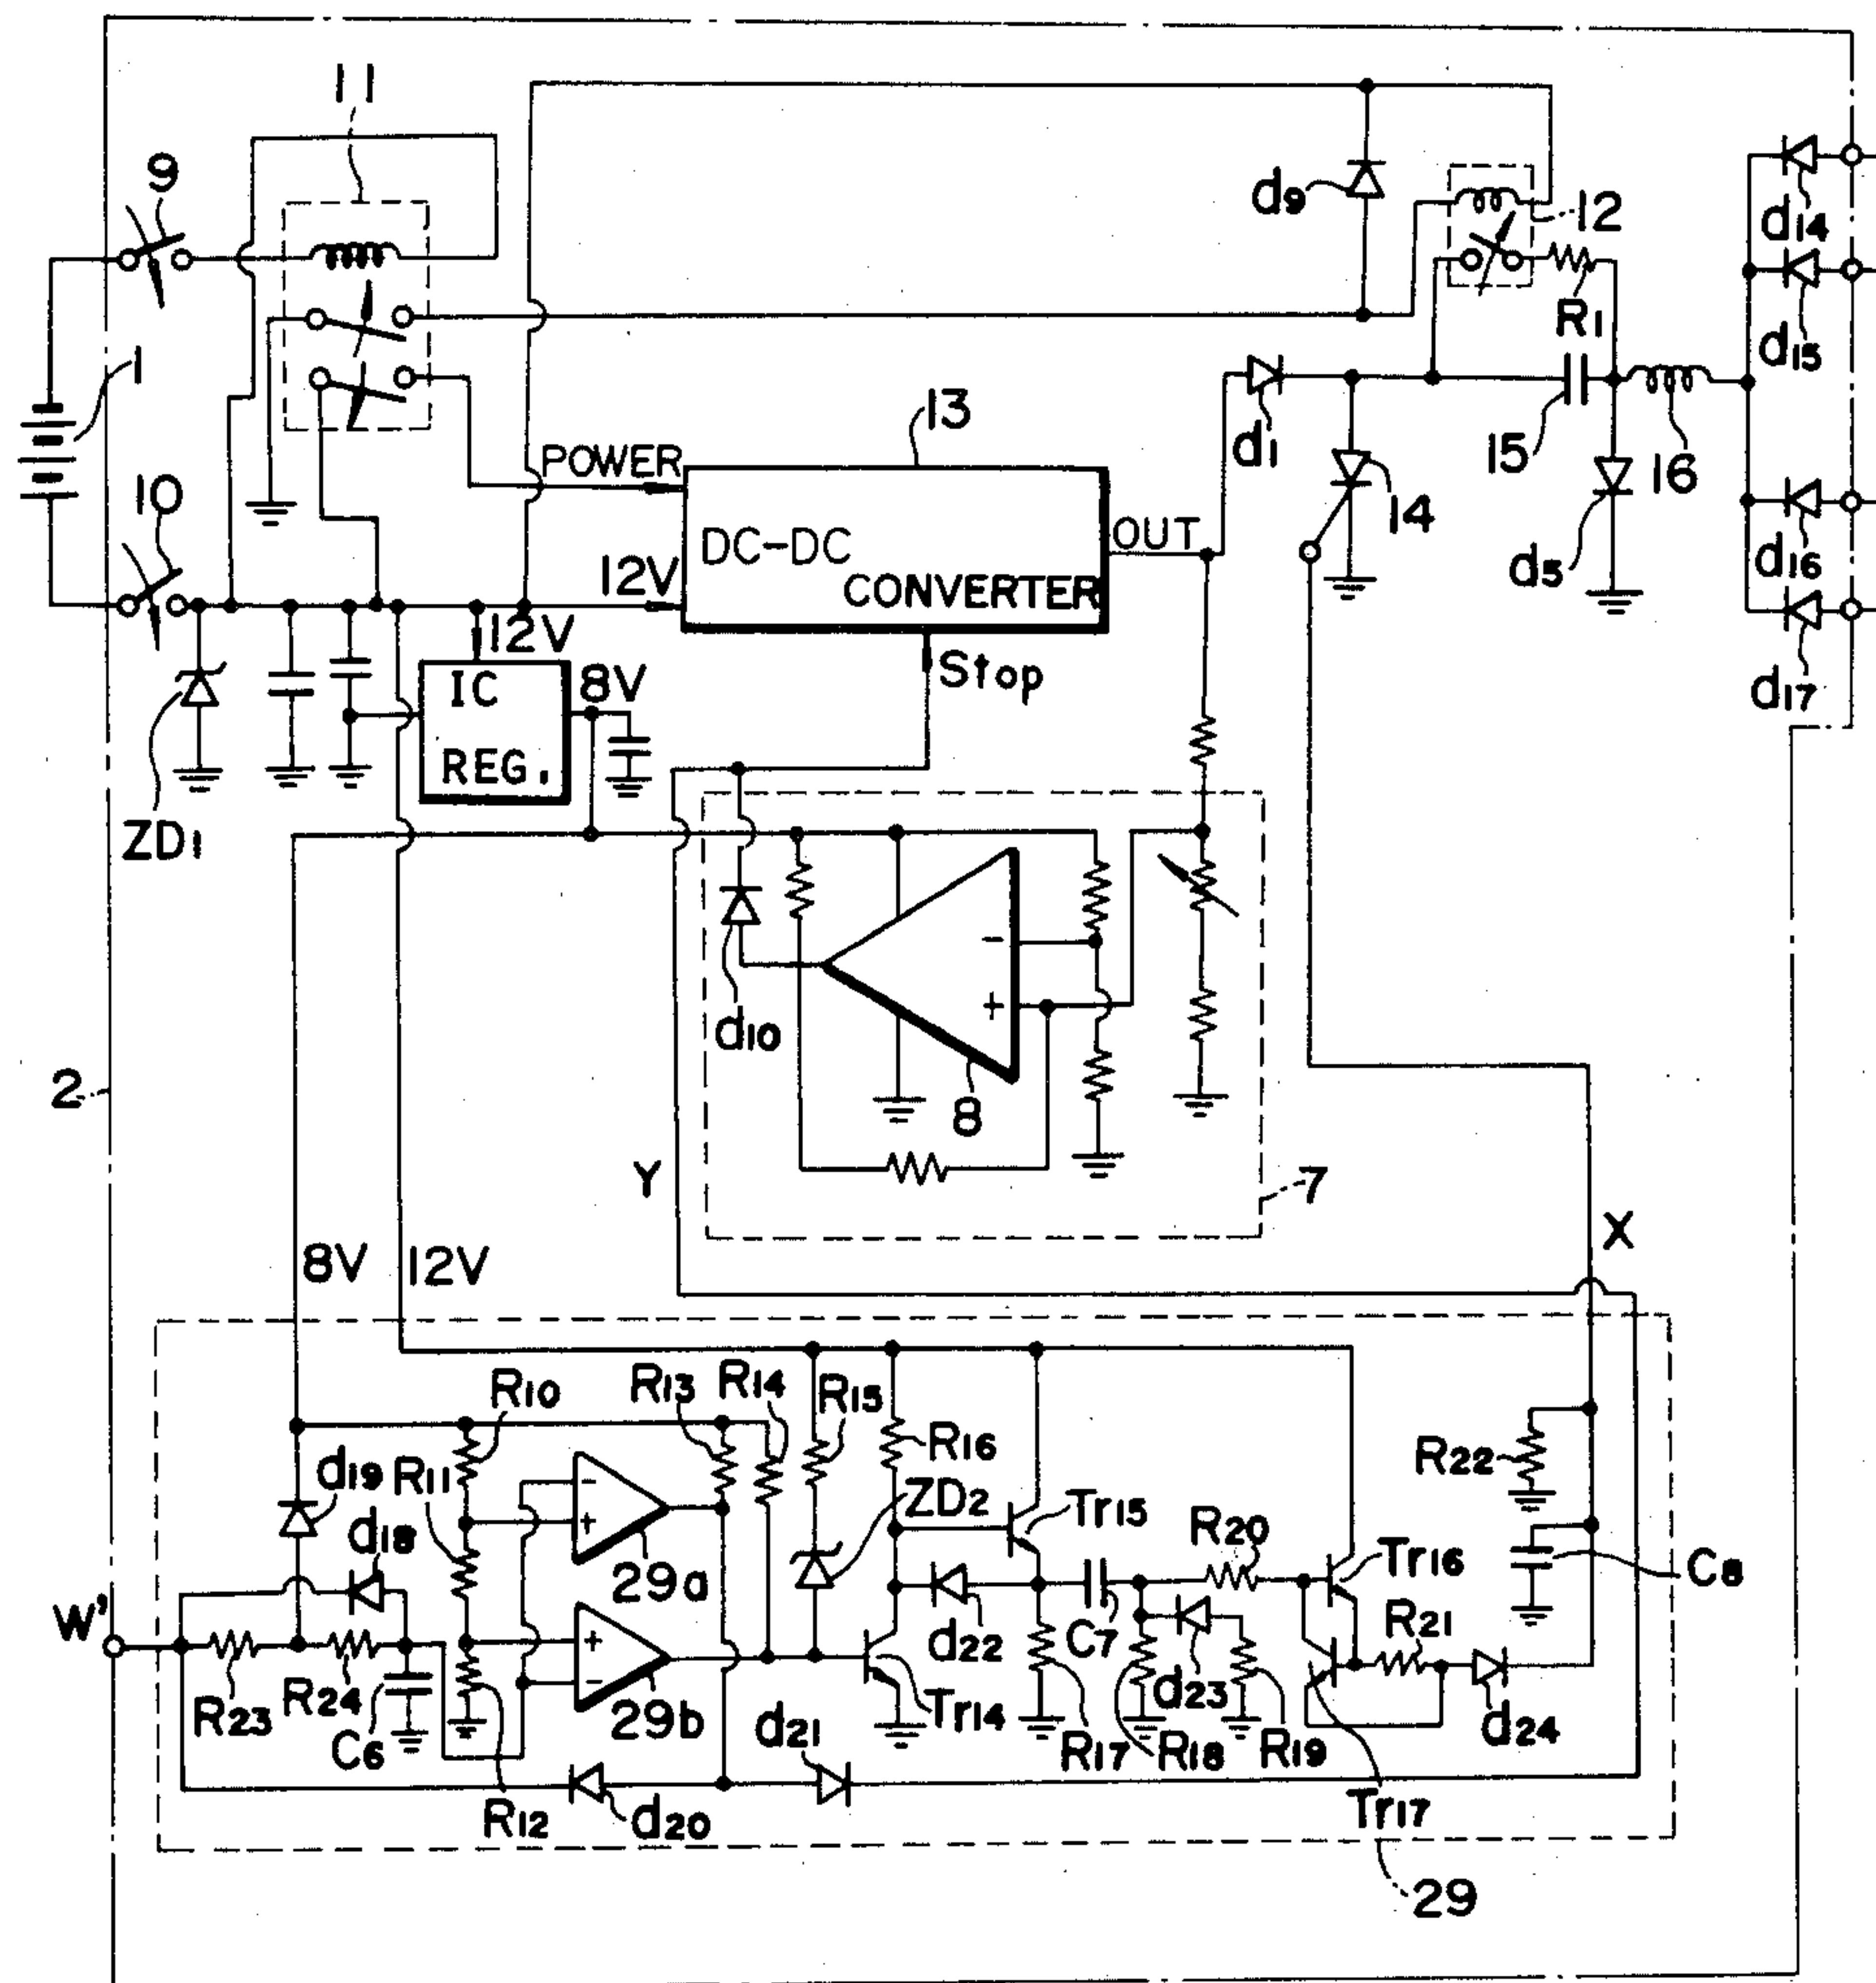 11
9
d9
12
d14
R1
d15
1
13
d1
15
16
POWER
14
10
OUT
DC-DC
d16
12V
d5
CONVERTER
12V
d17
Stop
IC
8V
REG.
ZD1
-
+
d10
2
8
Y
7
X
8V
12V
R10
R13
R14
R15
R16
R22
d19
R11
ZD2
-
Tr15
d18
+
R20
Tr16
29a
C8
W'
+
R21
d22
C7
-
R23
R24
29b
Tr14
d23
d24
C6
d21
R17
R18
R19
R12
d20
Tr17
29